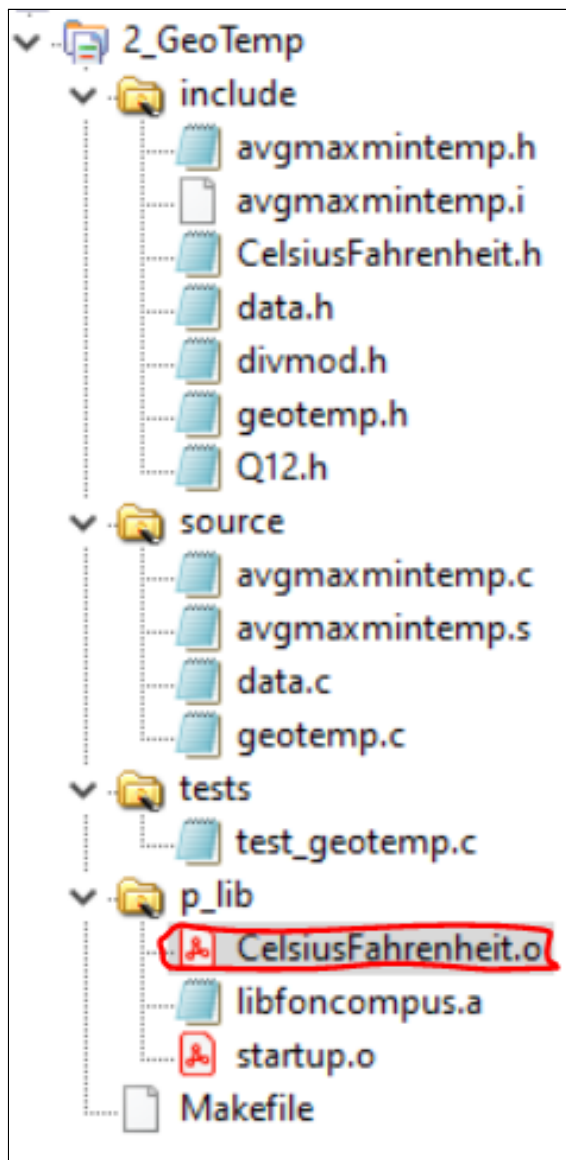 2_GeoTemp
include
avgmaxmintemp.h
avgmaxmintemp.i
CelsiusFahrenheit.h
data.h
divmod.h
geotemp.h
Q12.h
source
avgmaxmintemp.c
avgmaxmintemp.s
data.c
geotemp.c
tests
test_geotemp.c
p_lib
CelsiusFahrenheit.o
libfoncompus.a
startup.o
Makefile